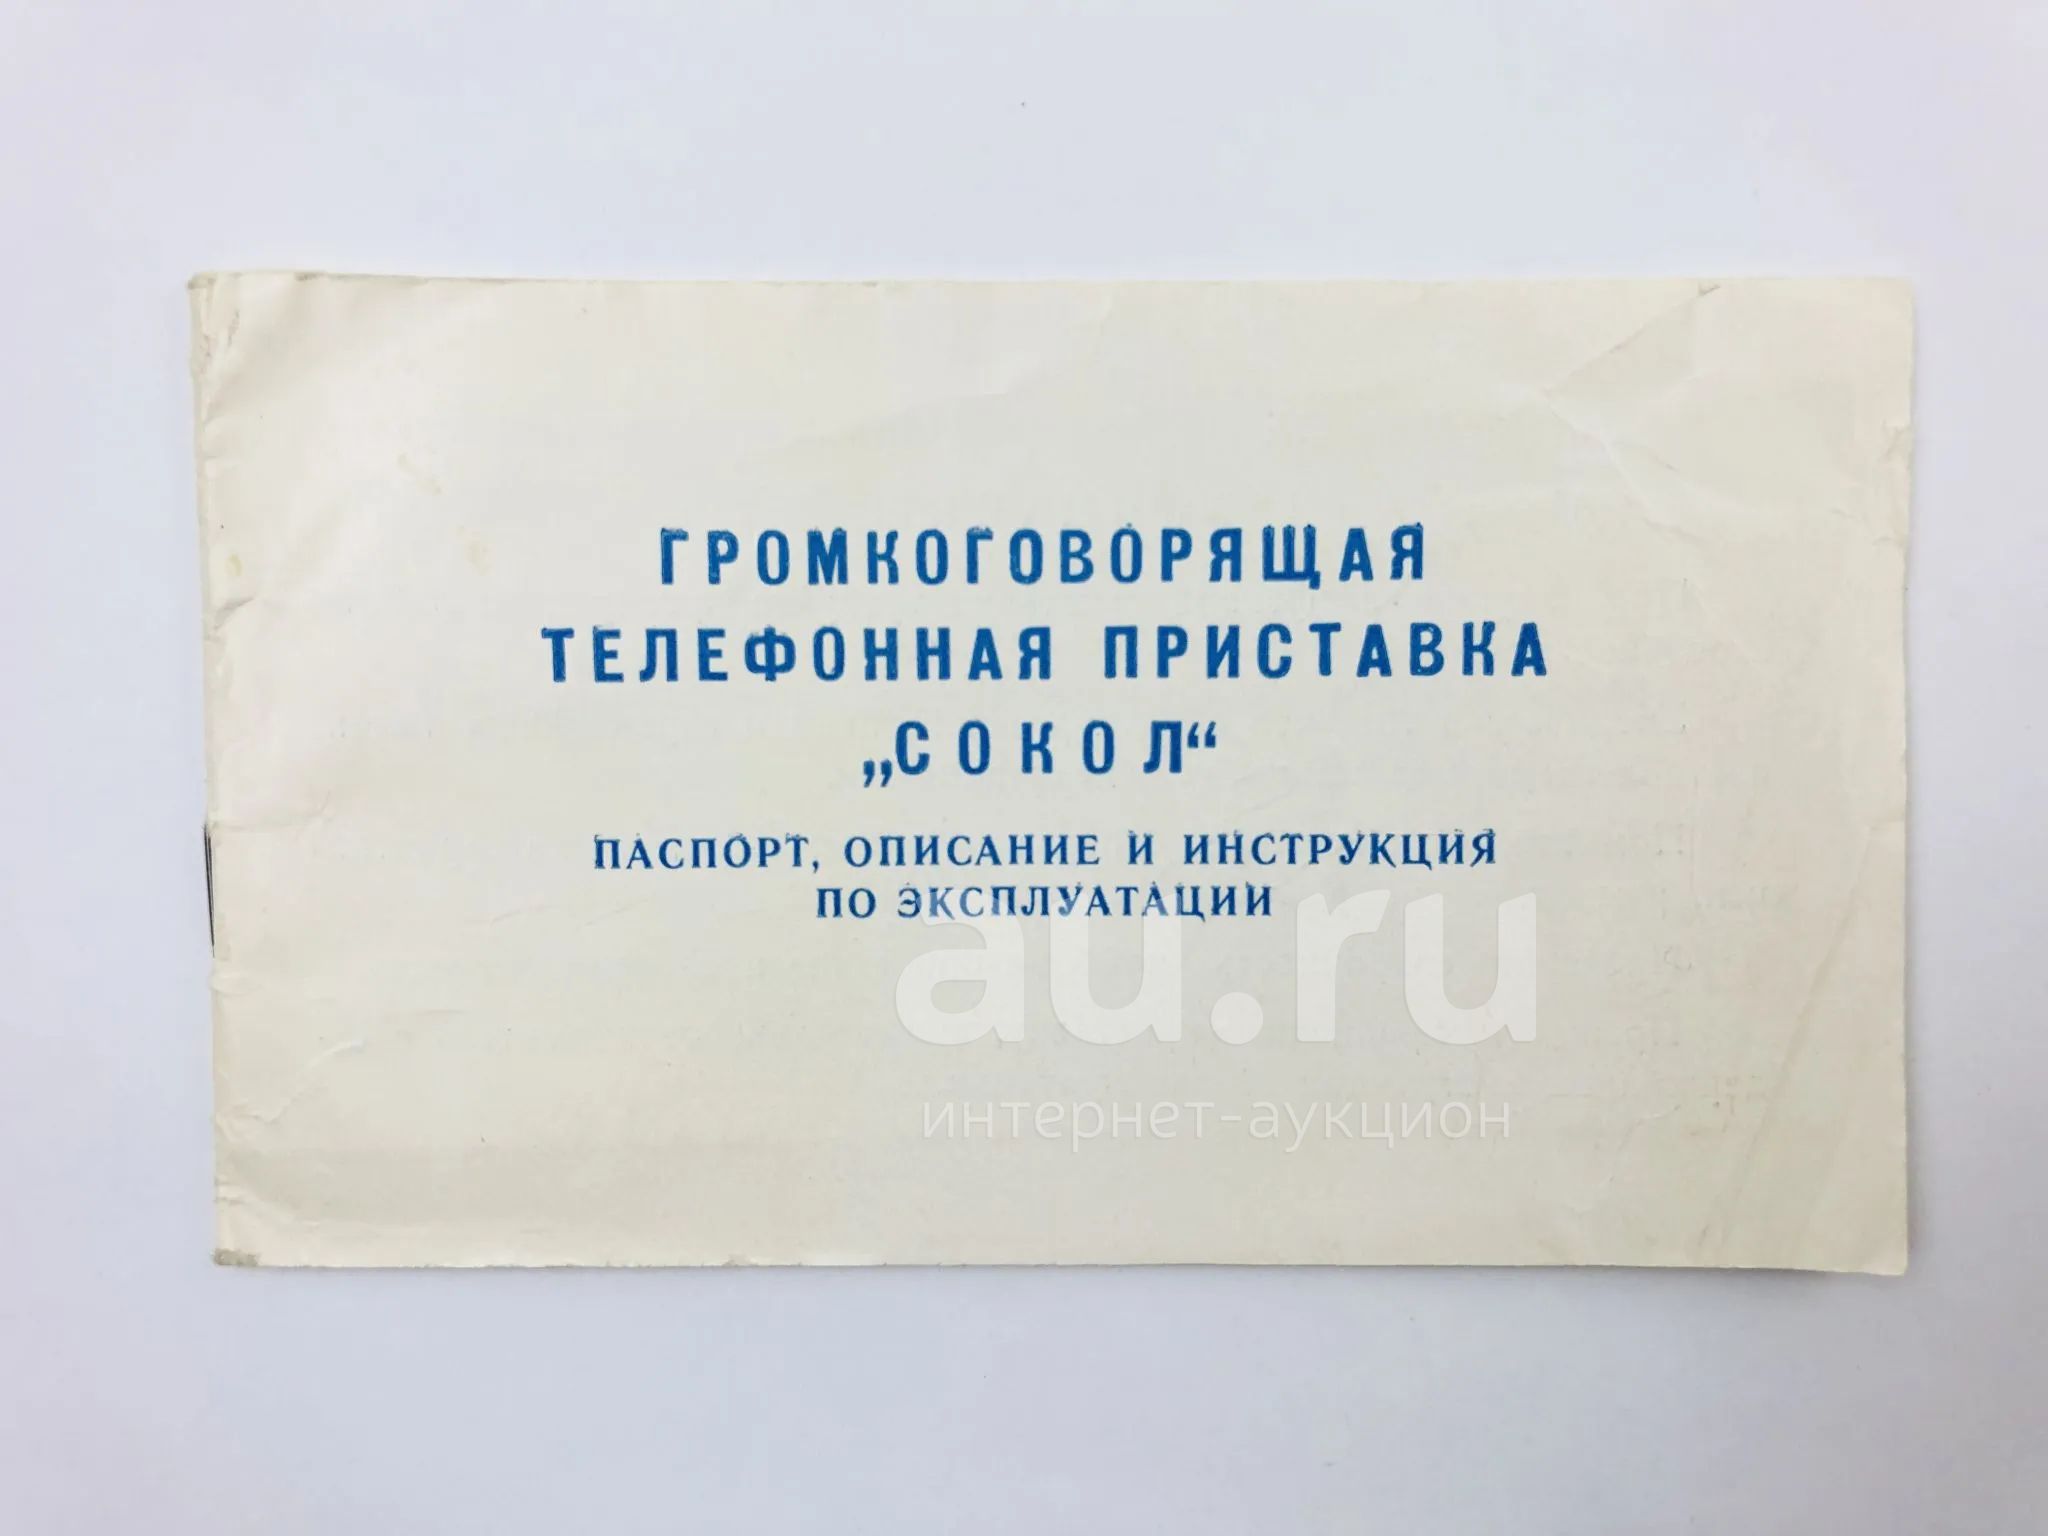 ГРОМКОГОВОРЯЩАЯ
ТЕЛЕФОННАЯ ПРИСТАВКА
„СОКОЛ“
ПАСПОРТ, ОПИСАНИЕ И ИНСТРУКЦИЯ
ПО ЭКСПЛУАТАЦИИ
au.ru
интернет-аукцион